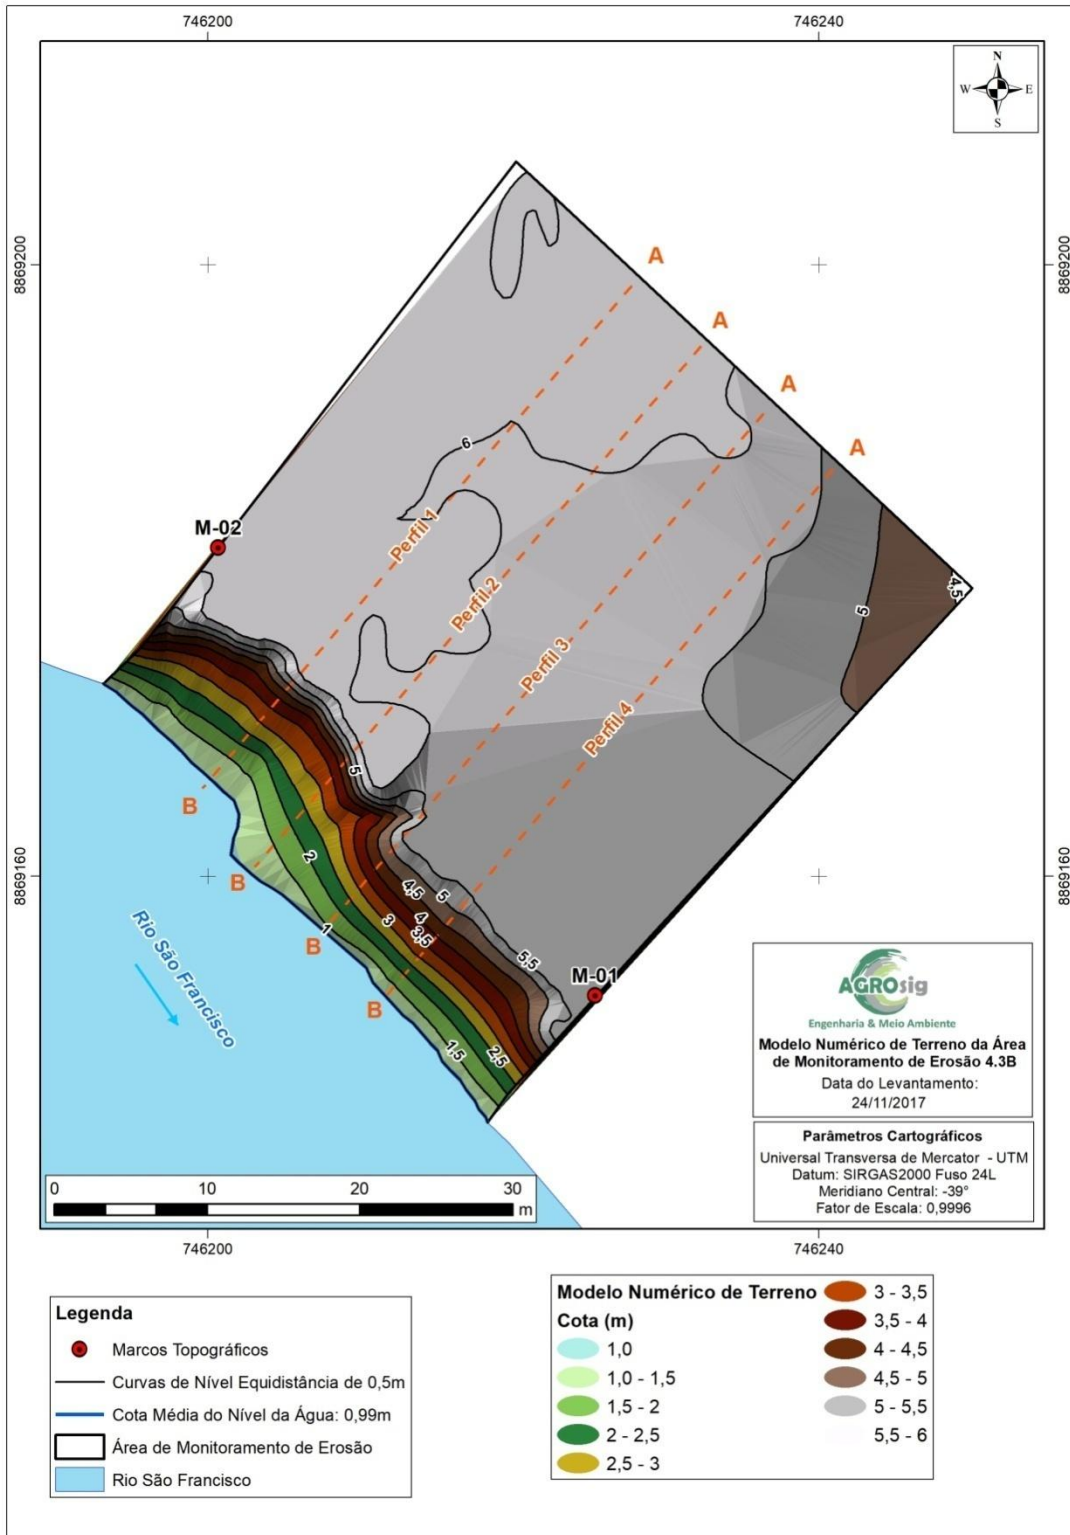 746200
746240
N
W
E
S
8869200
8869200
A
A
A
A
6
M-02
Perfil 1
Perfil 2
Perfil 3
Perfil 4
4,5
5
5
B
B
B
B
2
1
4,5
5
4
3
3,5
5,5
M-01
1,5
2,5
8869160
8869160
Rio São Francisco
AGROsig
Engenharia & Meio Ambiente
Modelo Numérico de Terreno da Área
de Monitoramento de Erosão 4.3B
Data do Levantamento:
24/11/2017
Parâmetros Cartográficos
Universal Transversa de Mercator - UTM
Datum: SIRGAS2000 Fuso 24L
Meridiano Central: -39°
Fator de Escala: 0,9996
0
10
20
30
m
746200
746240
Legenda
Marcos Topográficos
Curvas de Nível Equidistância de 0,5m
Cota Média do Nível da Água: 0,99m
Área de Monitoramento de Erosão
Rio São Francisco
Modelo Numérico de Terreno
Cota (m)
1,0
1,0 - 1,5
1,5 - 2
2 - 2,5
2,5 - 3
3 - 3,5
3,5 - 4
4 - 4,5
4,5 - 5
5 - 5,5
5,5 - 6